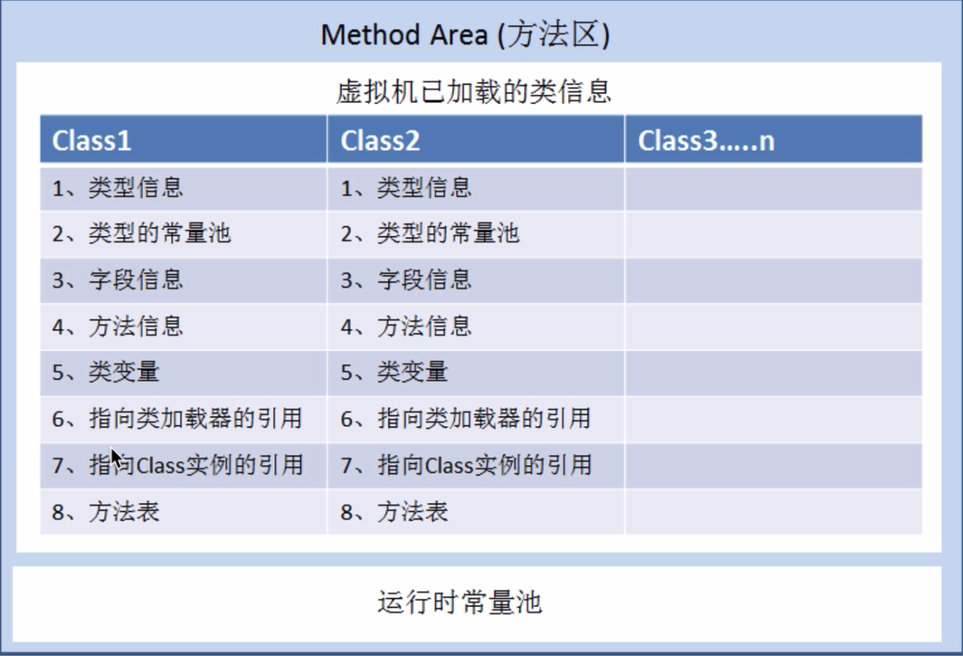 Method Area (方法区)
虚拟机已加载的类信息
Class1 Class2 Class3.....n
1、类型信息 1、类型信息
2、类型的常量池 2、类型的常量池
3、字段信息 3、字段信息
4、方法信息 4、方法信息
5、类变量 5、类变量
6、指向类加载器的引用 6、指向类加载器的引用
7、指向Class实例的引用 7、指向Class实例的引用
8、方法表 8、方法表
运行时常量池